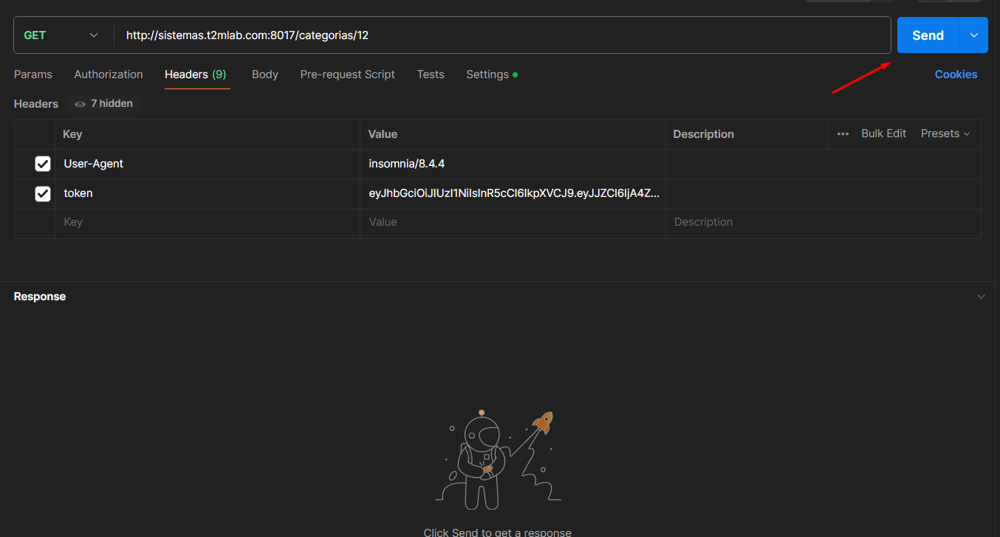 GET http://sistemas.t2mlab.com:8017/categorias/12 Send
Params Authorization Headers (9) Body Pre-request Script Tests Settings Cookies
Headers 7 hidden
Key Value Description ••• Bulk Edit Presets
User-Agent insomnia/8.4.4
token eyJhbGciOiJIUzI1NiIsInR5cCI6IkpXVCJ9.eyJJZCI6IjA4Z...
Key Value Description
Response
Click Send to get a response